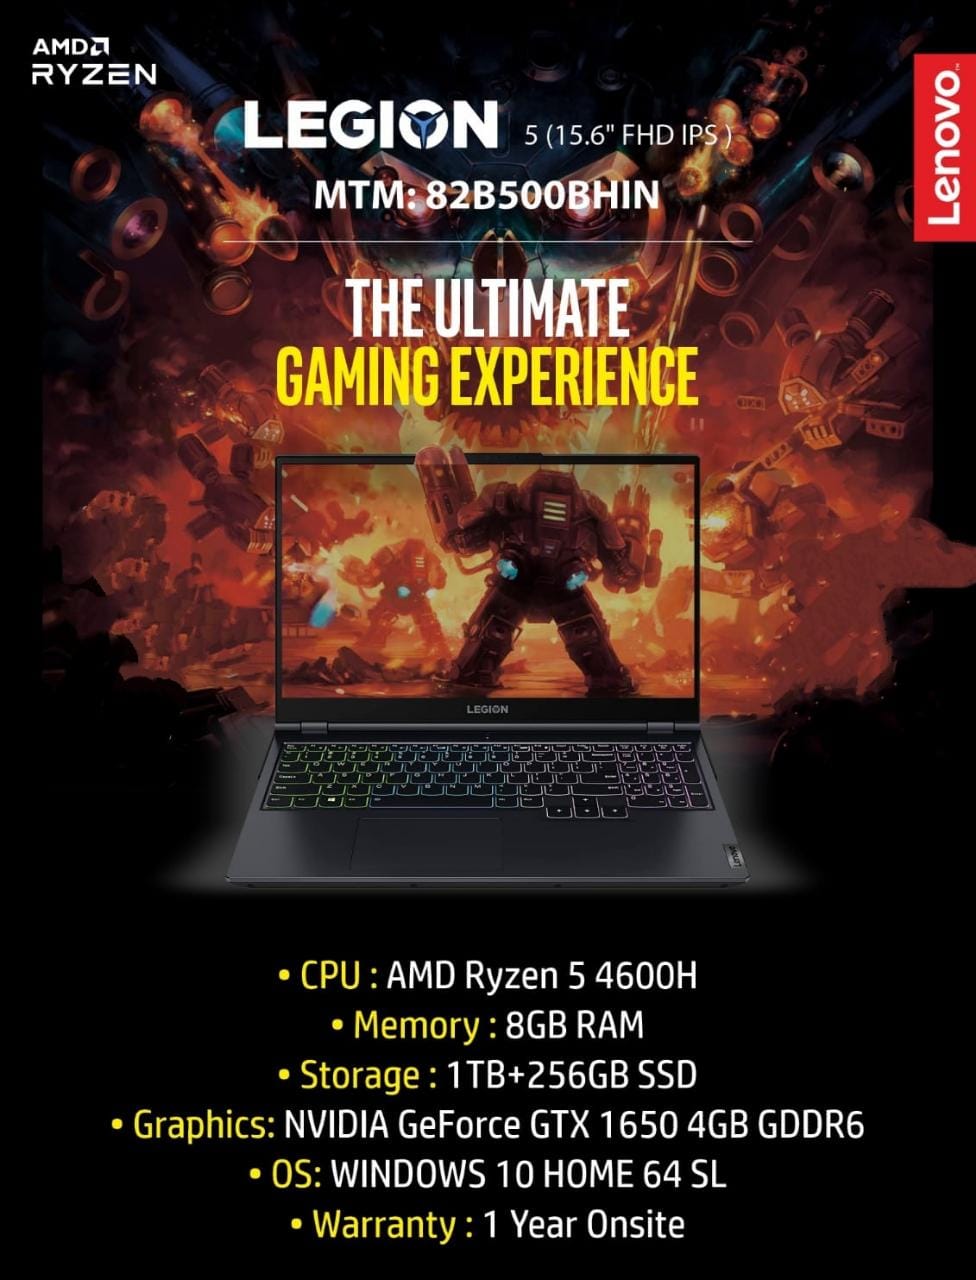 AMD
RYZEN
Lenovo™
LEGION 5 (15.6" FHD IPS )
MTM: 82B500BHIN
THE ULTIMATE
GAMING EXPERIENCE
LEGION
Lenovo
• CPU : AMD Ryzen 5 4600H
• Memory : 8GB RAM
• Storage : 1TB+256GB SSD
• Graphics: NVIDIA GeForce GTX 1650 4GB GDDR6
• OS: WINDOWS 10 HOME 64 SL
• Warranty : 1 Year Onsite